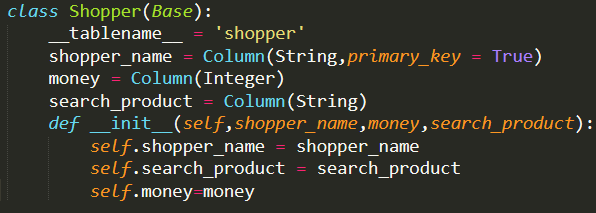 class Shopper(Base):
    __tablename__ = 'shopper'
    shopper_name = Column(String,primary_key = True)
    money = Column(Integer)
    search_product = Column(String)
    def __init__(self,shopper_name,money,search_product):
        self.shopper_name = shopper_name
        self.search_product = search_product
        self.money=money